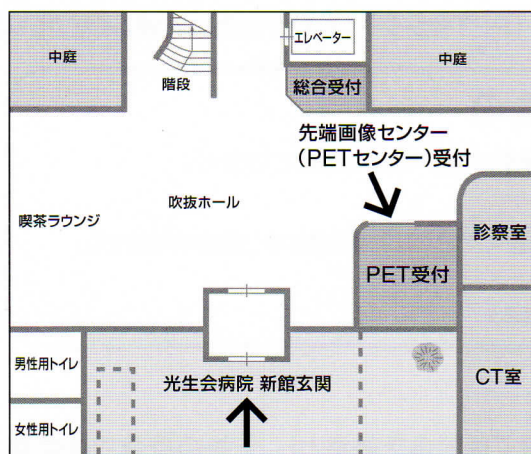 中庭
階段
エレベーター
総合受付
中庭
先端画像センター
(PETセンター)受付
喫茶ラウンジ
吹抜ホール
診察室
PET受付
男性用トイレ
光生会病院 新館玄関
CT室
女性用トイレ